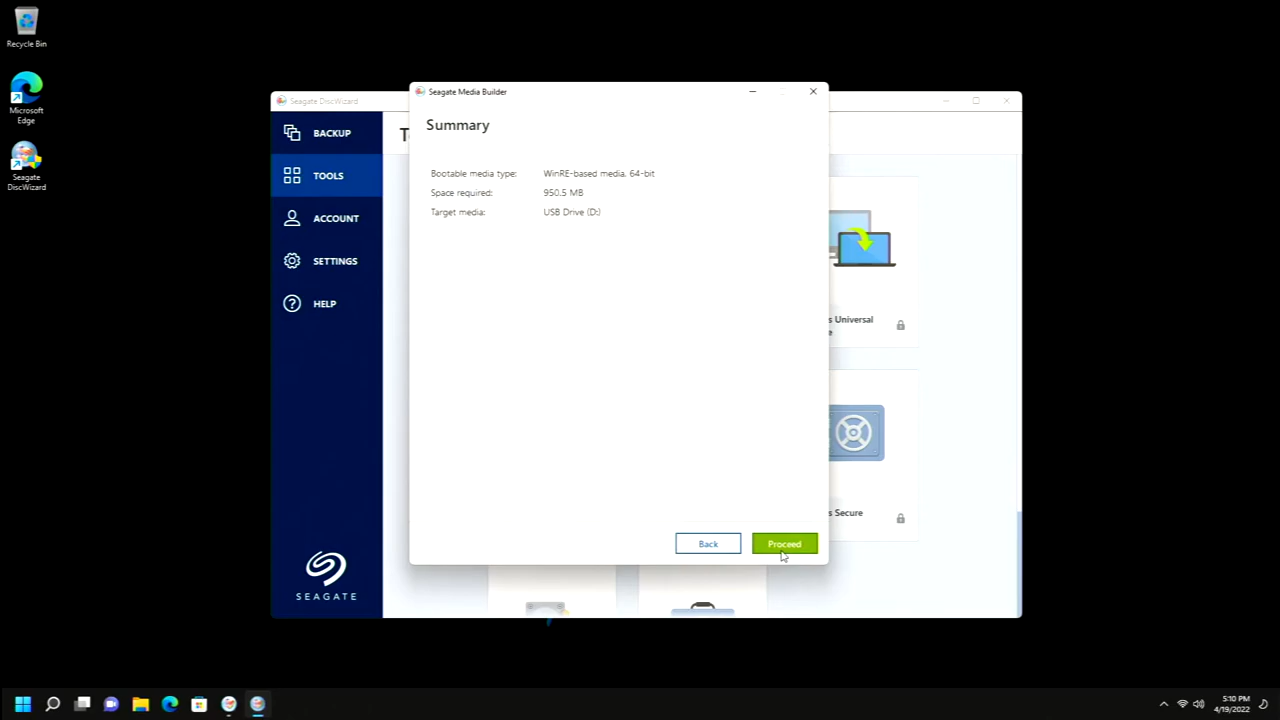 Recycle Bin
Microsoft
Edge
Seagate
DiscWizard
Seagate DiscWizard
BACKUP
TOOLS
ACCOUNT
SETTINGS
HELP
SEAGATE
Seagate Media Builder
Summary
Bootable media type: WinRE-based media, 64-bit
Space required: 950.5 MB
Target media: USB Drive (D:)
Back
Proceed
s Universal
s Secure
5:10 PM
4/19/2022